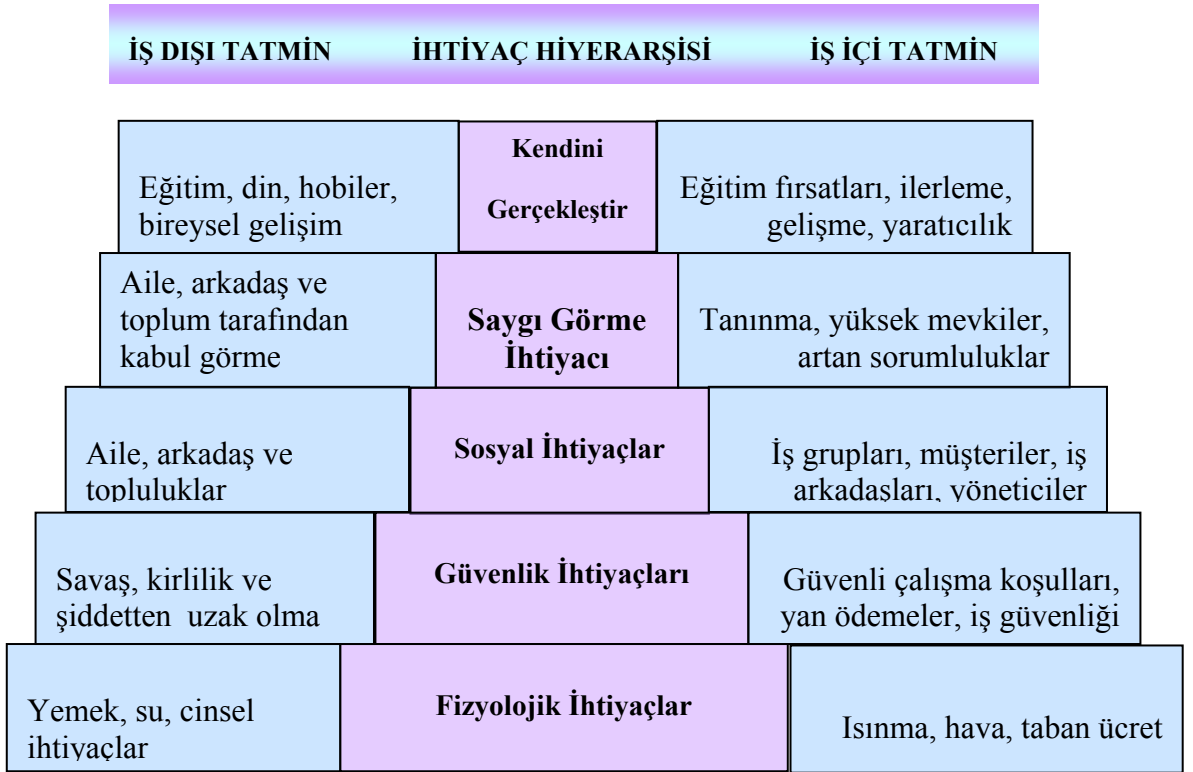 İŞ DIŞI TATMİN İHTİYAÇ HİYERARŞİSİ İŞ İÇİ TATMİN
Eğitim, din, hobiler,
bireysel gelişim
Kendini
Gerçekleştir
Eğitim fırsatları, ilerleme,
gelişme, yaratıcılık
Aile, arkadaş ve
toplum tarafından
kabul görme
Saygı Görme
İhtiyacı
Tanınma, yüksek mevkiler,
artan sorumluluklar
Aile, arkadaş ve
topluluklar
Sosyal İhtiyaçlar
İş grupları, müşteriler, iş
arkadaşları, yöneticiler
Savaş, kirlilik ve
şiddetten uzak olma
Güvenlik İhtiyaçları
Güvenli çalışma koşulları,
yan ödemeler, iş güvenliği
Yemek, su, cinsel
ihtiyaçlar
Fizyolojik İhtiyaçlar
Isınma, hava, taban ücret